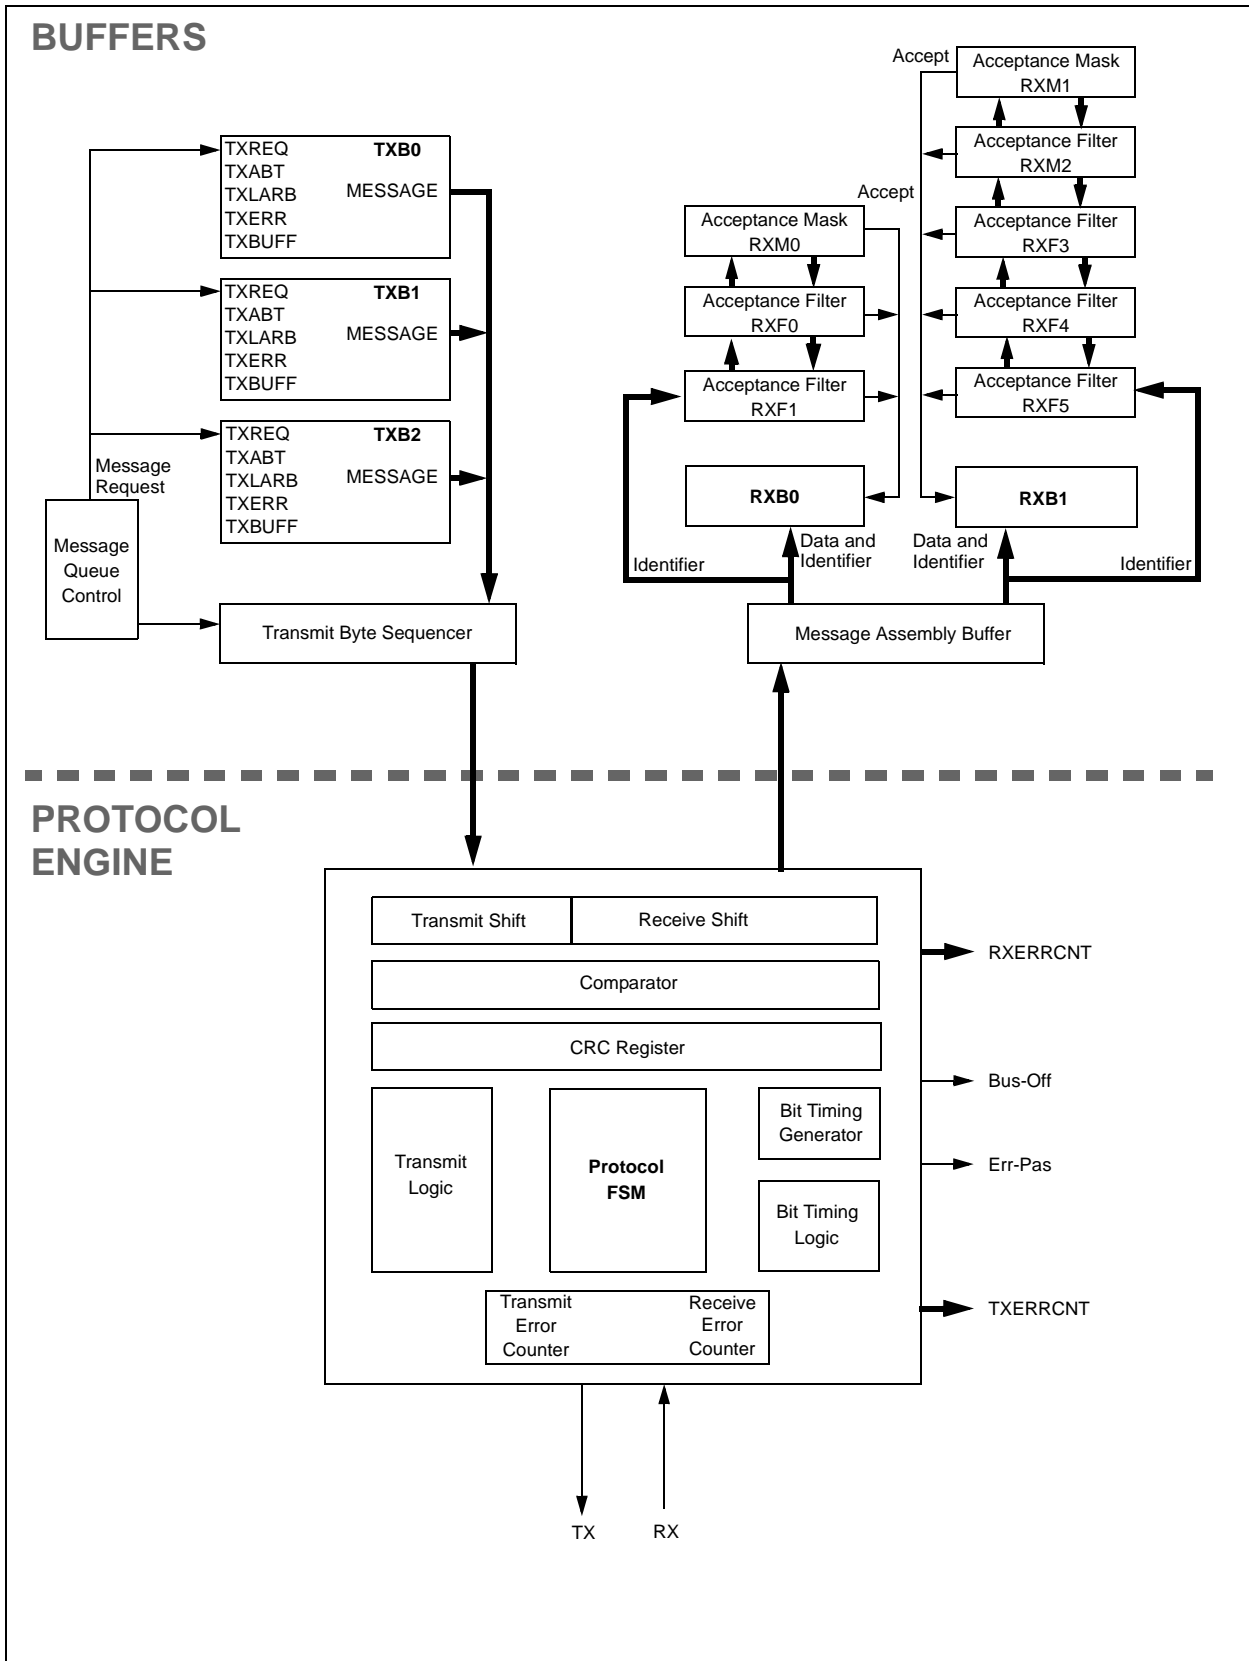 BUFFERS
TXREQ TXB0
TXABT
TXLARB MESSAGE
TXERR
TXBUFF
TXREQ TXB1
TXABT
TXLARB MESSAGE
TXERR
TXBUFF
TXREQ TXB2
TXABT
TXLARB MESSAGE
TXERR
TXBUFF
Message
Request
Message
Queue
Control
Transmit Byte Sequencer
Accept
Acceptance Mask
RXM1
Acceptance Filter
RXM2
Accept
Acceptance Mask
RXM0
Acceptance Filter
RXF3
Acceptance Filter
RXF0
Acceptance Filter
RXF4
Acceptance Filter
RXF1
Acceptance Filter
RXF5
RXB0
RXB1
Identifier
Data and
Identifier
Data and
Identifier
Identifier
Message Assembly Buffer
PROTOCOL
ENGINE
Transmit Shift
Receive Shift
Comparator
CRC Register
Transmit
Logic
Protocol
FSM
Bit Timing
Generator
Bit Timing
Logic
Transmit
Error
Counter
Receive
Error
Counter
RXERRCNT
Bus-Off
Err-Pas
TXERRCNT
TX
RX